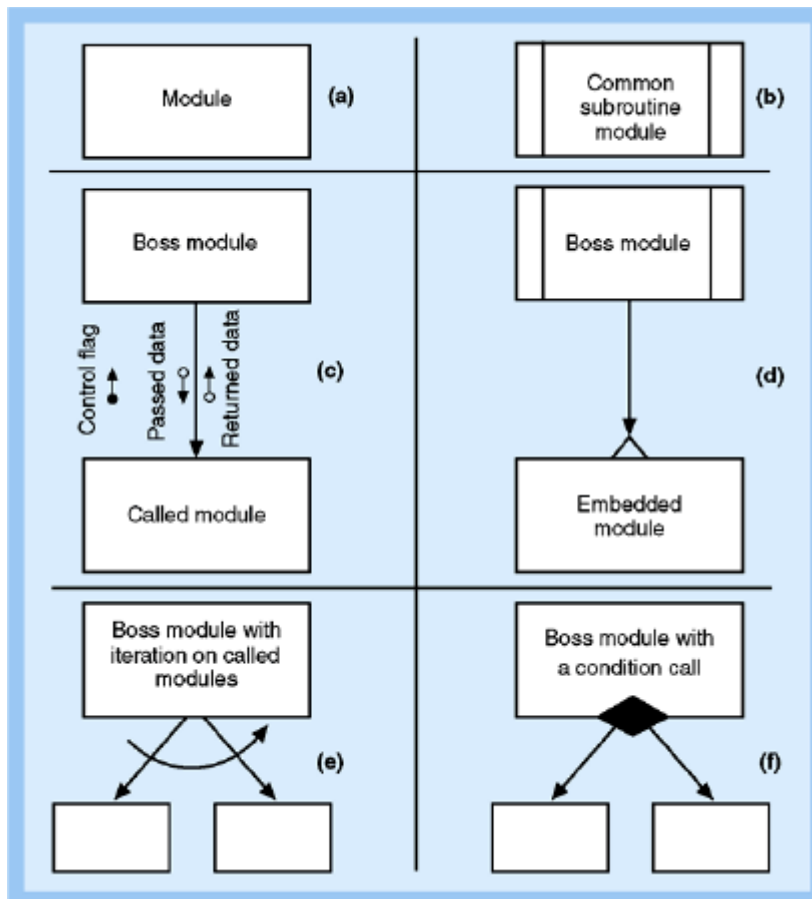 Module
(a)
Common
subroutine
module
(b)
Boss module
Control flag
Passed data
Returned data
(c)
Called module
Boss module
(d)
Embedded
module
Boss module with
iteration on called
modules
(e)
Boss module with
a condition call
(f)